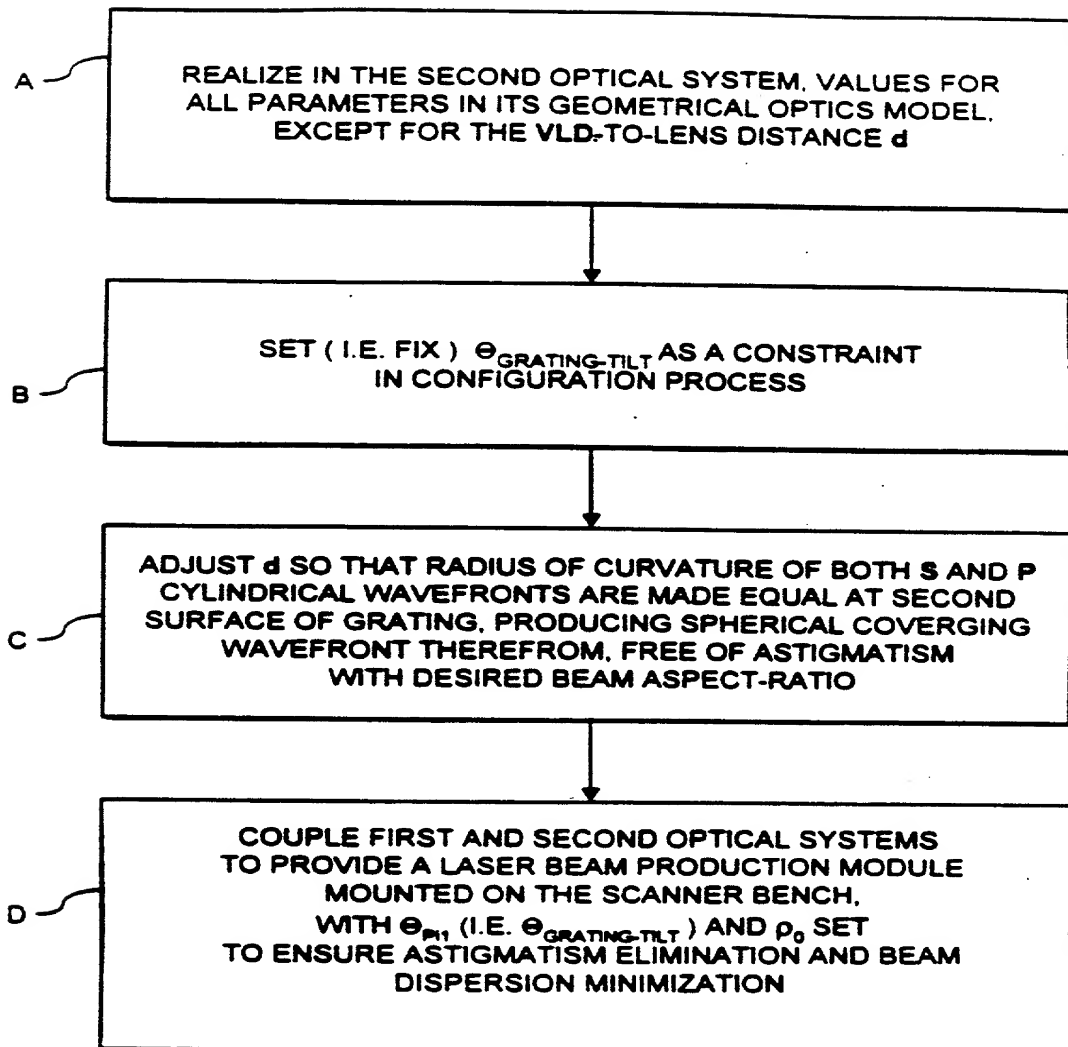 A
REALIZE IN THE SECOND OPTICAL SYSTEM, VALUES FOR
ALL PARAMETERS IN ITS GEOMETRICAL OPTICS MODEL,
EXCEPT FOR THE VLD-TO-LENS DISTANCE d
B
SET ( I.E. FIX ) Θ_GRATING-TILT AS A CONSTRAINT
IN CONFIGURATION PROCESS
C
ADJUST d SO THAT RADIUS OF CURVATURE OF BOTH S AND P
CYLINDRICAL WAVEFRONTS ARE MADE EQUAL AT SECOND
SURFACE OF GRATING, PRODUCING SPHERICAL COVERGING
WAVEFRONT THEREFROM, FREE OF ASTIGMATISM
WITH DESIRED BEAM ASPECT-RATIO
D
COUPLE FIRST AND SECOND OPTICAL SYSTEMS
TO PROVIDE A LASER BEAM PRODUCTION MODULE
MOUNTED ON THE SCANNER BENCH,
WITH Θ_Pi1 (I.E. Θ_GRATING-TILT ) AND ρ_0 SET
TO ENSURE ASTIGMATISM ELIMINATION AND BEAM
DISPERSION MINIMIZATION